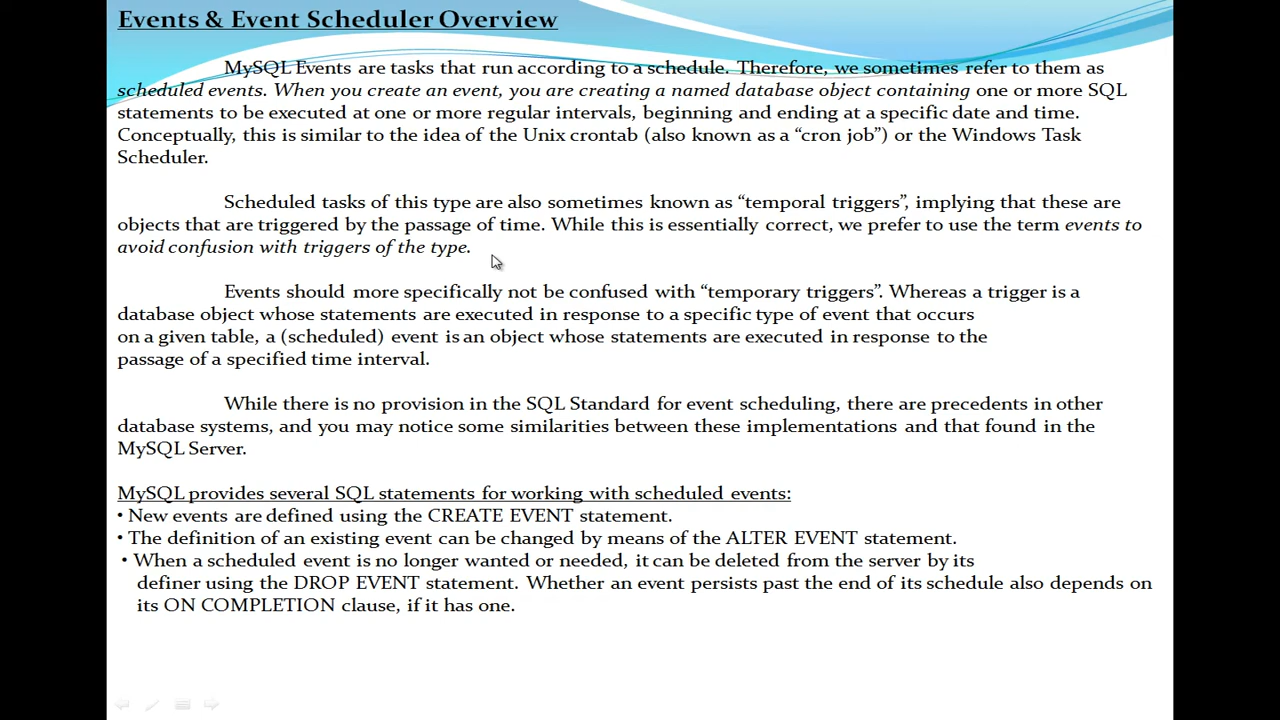 Events & Event Scheduler Overview
MySQL Events are tasks that run according to a schedule. Therefore, we sometimes refer to them as
scheduled events. When you create an event, you are creating a named database object containing one or more SQL
statements to be executed at one or more regular intervals, beginning and ending at a specific date and time.
Conceptually, this is similar to the idea of the Unix crontab (also known as a “cron job”) or the Windows Task
Scheduler.
Scheduled tasks of this type are also sometimes known as “temporal triggers”, implying that these are
objects that are triggered by the passage of time. While this is essentially correct, we prefer to use the term events to
avoid confusion with triggers of the type.
Events should more specifically not be confused with “temporary triggers”. Whereas a trigger is a
database object whose statements are executed in response to a specific type of event that occurs
on a given table, a (scheduled) event is an object whose statements are executed in response to the
passage of a specified time interval.
While there is no provision in the SQL Standard for event scheduling, there are precedents in other
database systems, and you may notice some similarities between these implementations and that found in the
MySQL Server.
MySQL provides several SQL statements for working with scheduled events:
• New events are defined using the CREATE EVENT statement.
• The definition of an existing event can be changed by means of the ALTER EVENT statement.
• When a scheduled event is no longer wanted or needed, it can be deleted from the server by its
definer using the DROP EVENT statement. Whether an event persists past the end of its schedule also depends on
its ON COMPLETION clause, if it has one.